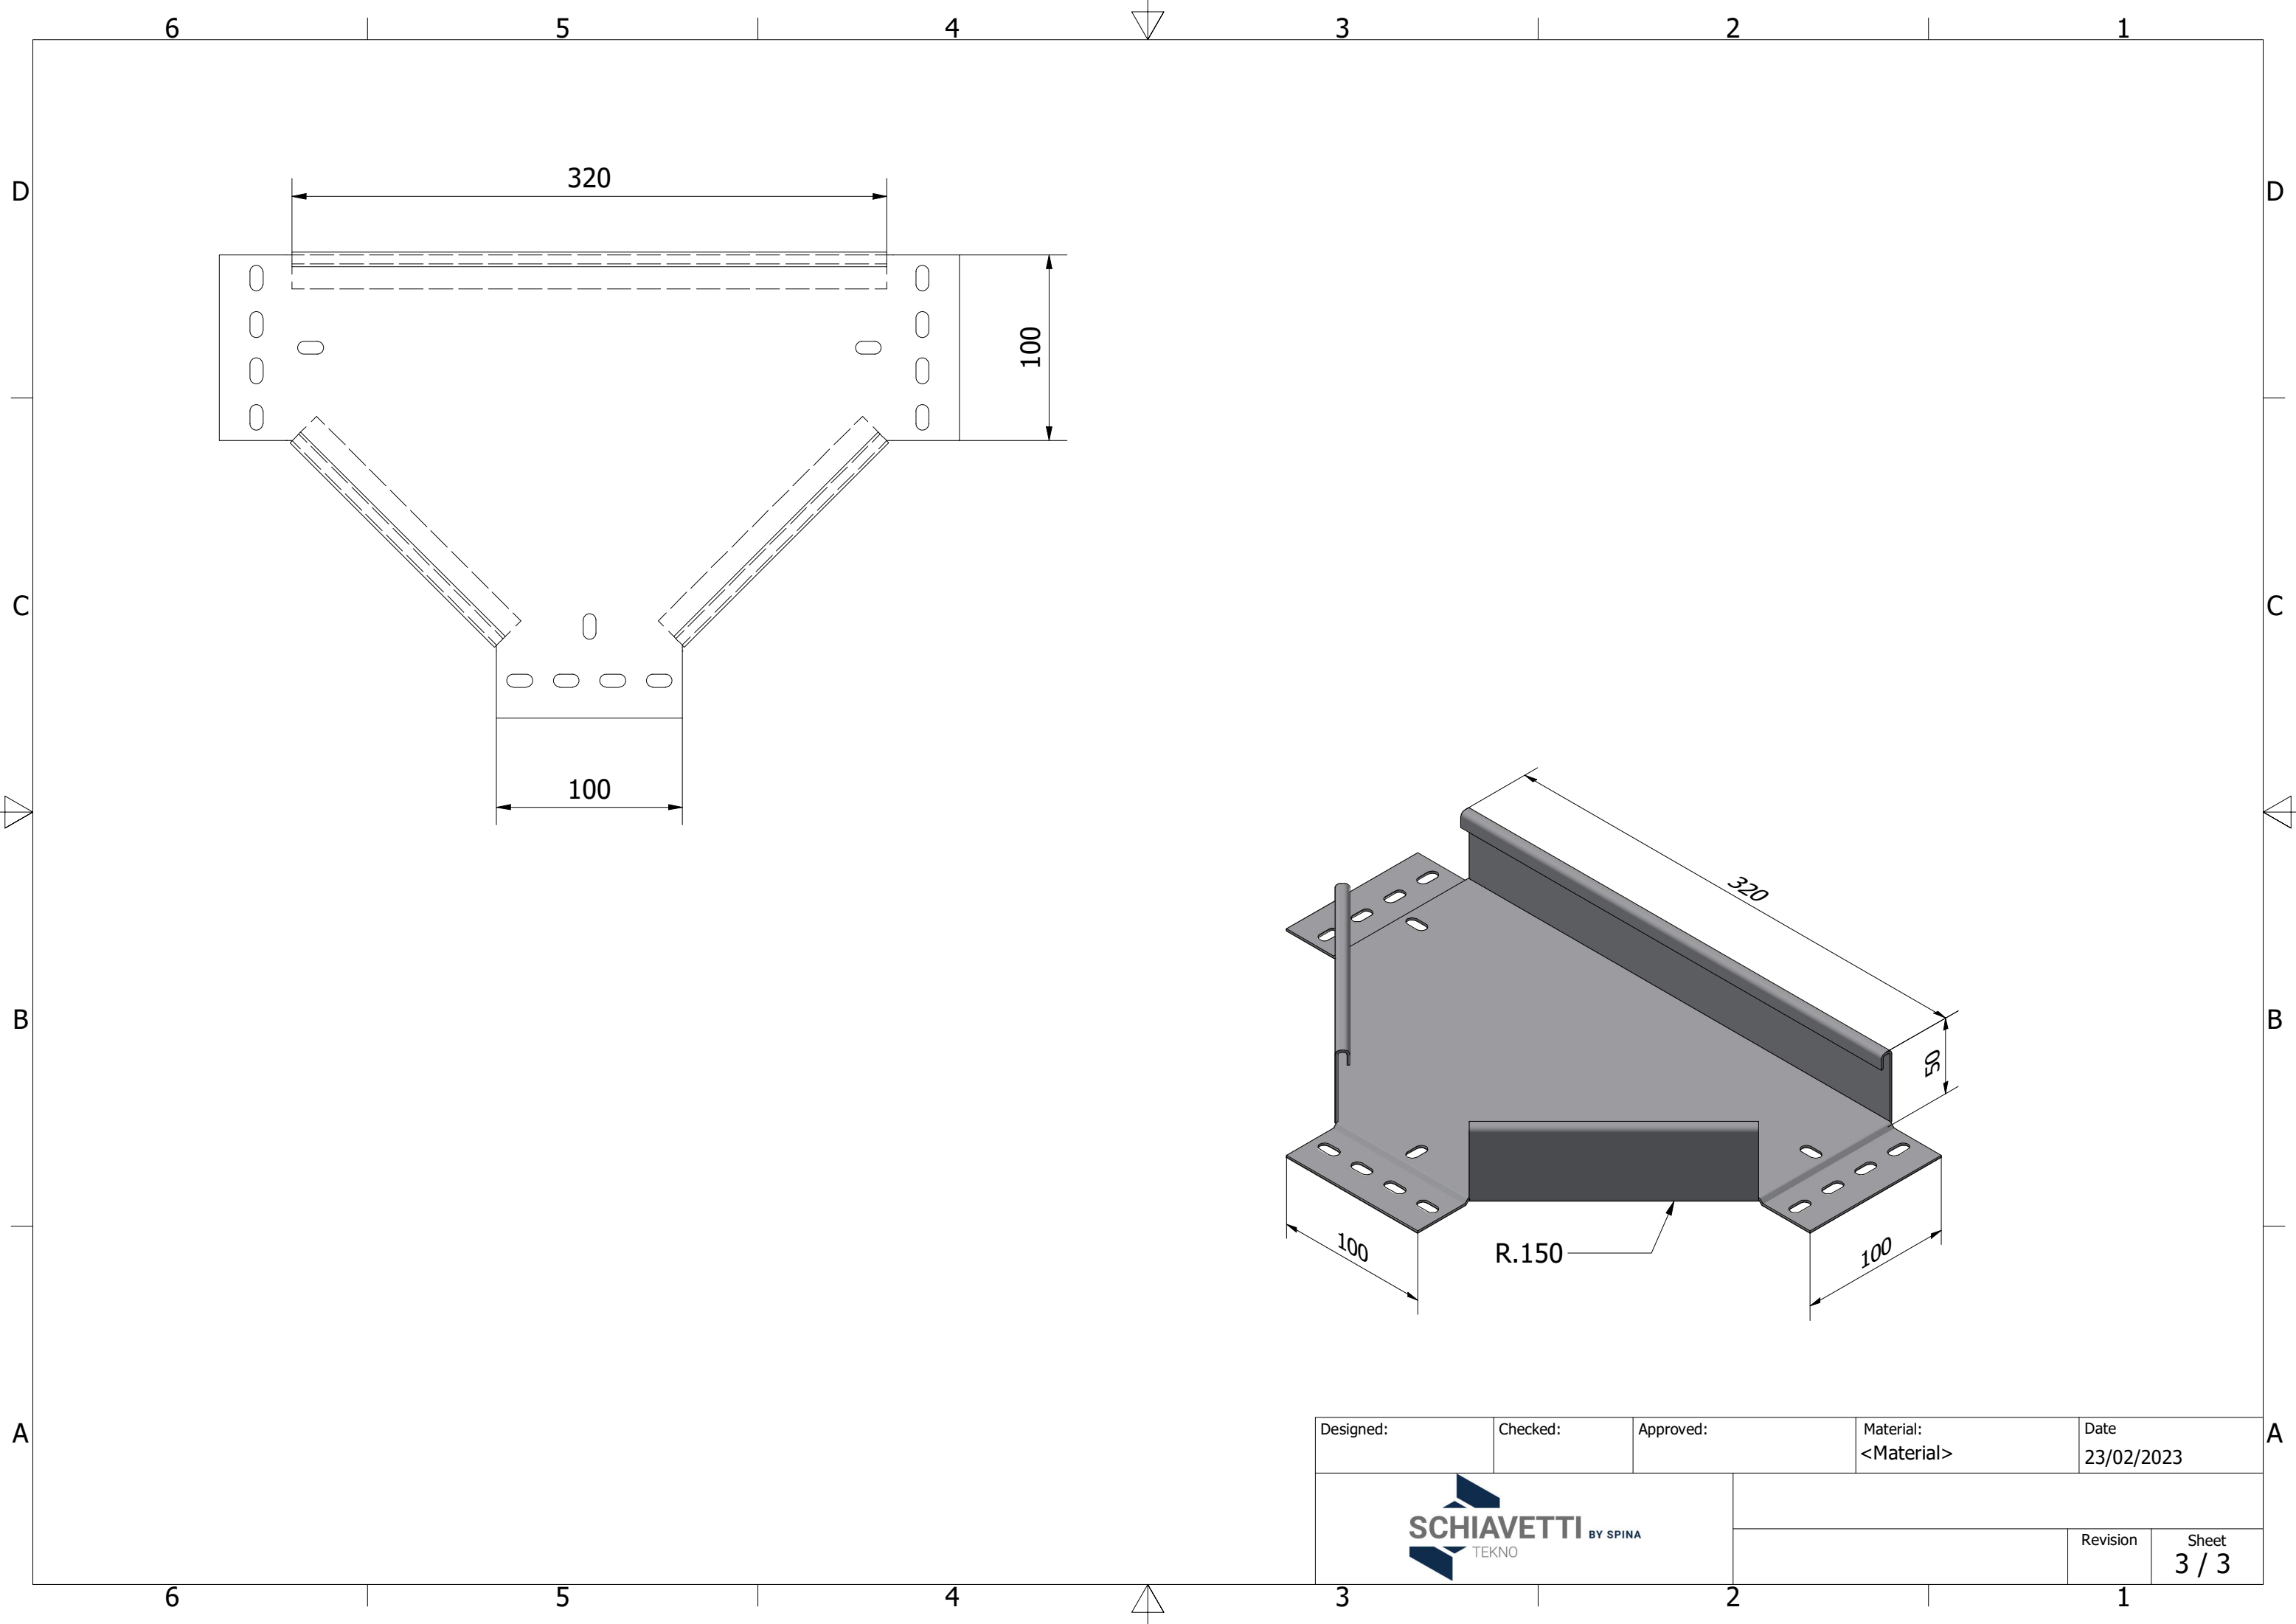 6 5 4 3 2 1
D D
320
100
C C
100
320
B B
50
100
R.150
100
A A
Designed: Checked: Approved: Material: Date
<Material> 23/02/2023
SCHIAVETTI BY SPINA
TEKNO
Revision Sheet
3 / 3
6 5 4 3 2 1